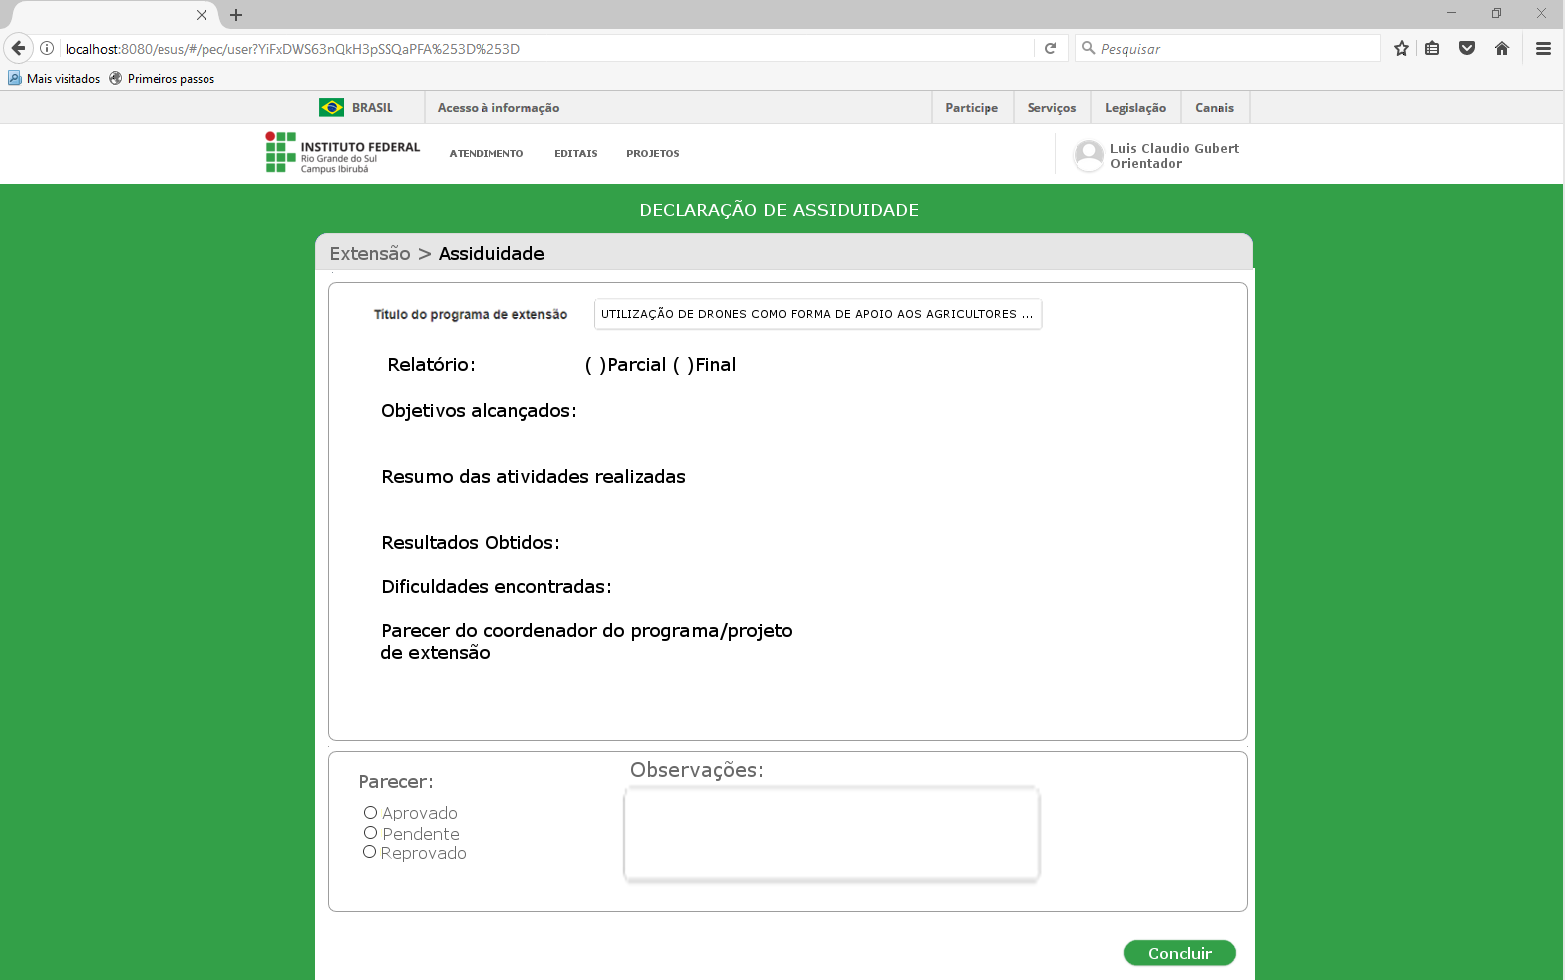 localhost:8080/esus/#/pec/user?YiFxDWS63nQkH3pSSQaPFA%253D%253D
Pesquisar
Mais visitados
Primeiros passos
BRASIL
Acesso à informação
Participe
Serviços
Legislação
Canais
INSTITUTO FEDERAL
Rio Grande do Sul
Campus Ibirubá
ATENDIMENTO
EDITAIS
PROJETOS
Luis Claudio Gubert
Orientador
DECLARAÇÃO DE ASSIDUIDADE
Extensão > Assiduidade
Título do programa de extensão
UTILIZAÇÃO DE DRONES COMO FORMA DE APOIO AOS AGRICULTORES ...
Relatório: ( )Parcial ( )Final
Objetivos alcançados:
Resumo das atividades realizadas
Resultados Obtidos:
Dificuldades encontradas:
Parecer do coordenador do programa/projeto
de extensão
Parecer:
Aprovado
Pendente
Reprovado
Observações:
Concluir